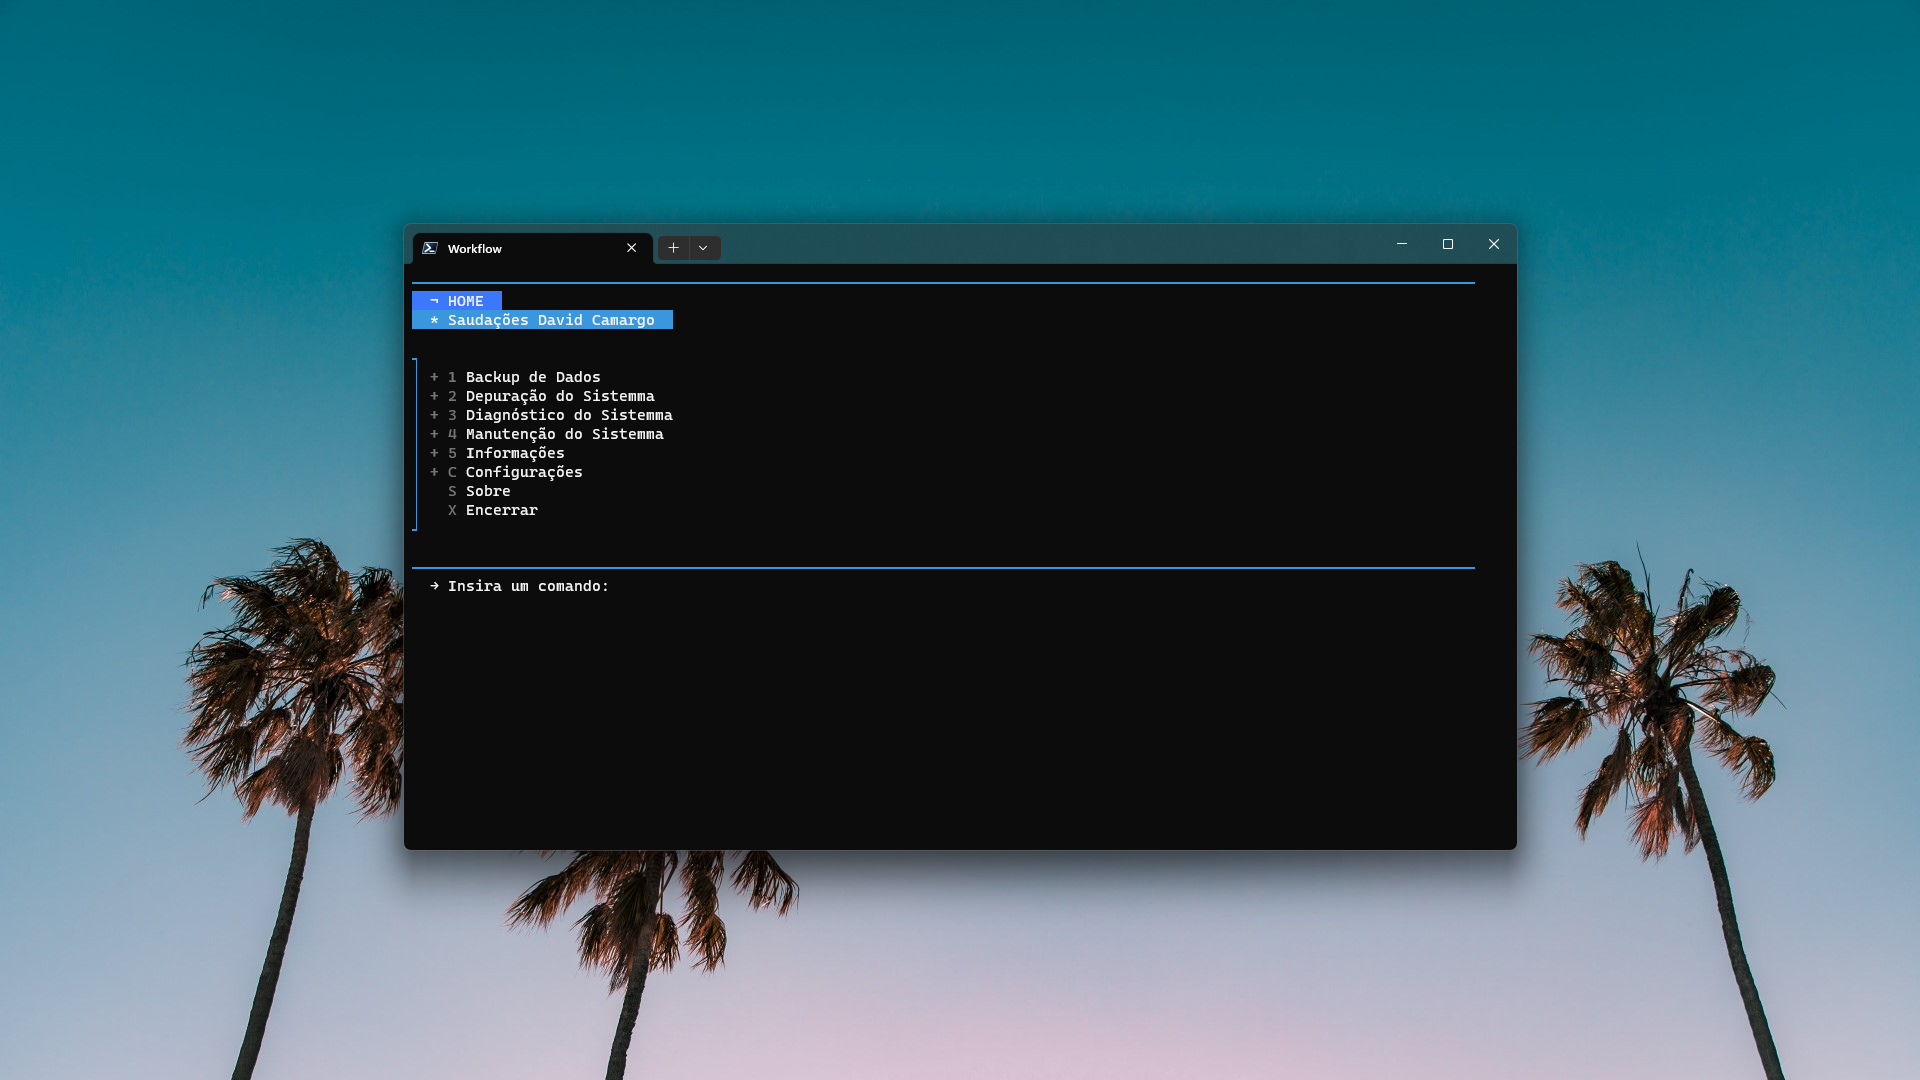 Workflow
¬ HOME
* Saudações David Camargo
+ 1 Backup de Dados
+ 2 Depuração do Sistemma
+ 3 Diagnóstico do Sistemma
+ 4 Manutenção do Sistemma
+ 5 Informações
+ C Configurações
S Sobre
X Encerrar
→ Insira um comando: